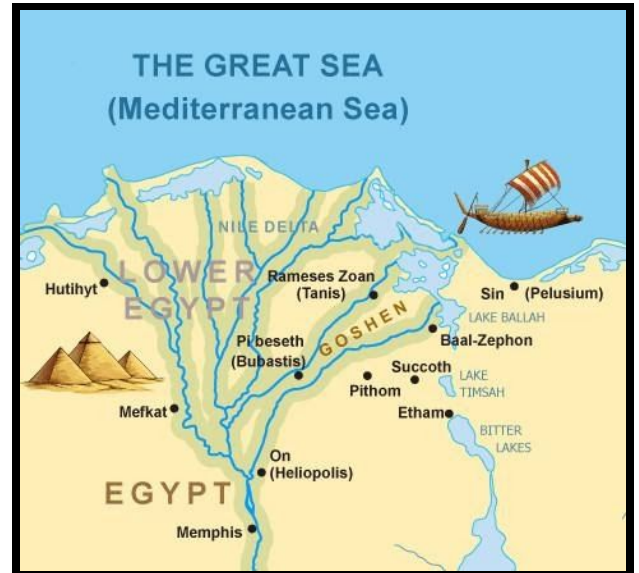 THE GREAT SEA
(Mediterranean Sea)
NILE DELTA
LOWER
EGYPT
Hutihyt
Rameses Zoan
(Tanis)
Sin
(Pelusium)
LAKE BALLAH
GOSHEN
Pi beseth
(Bubastis)
Baal-Zephon
Succoth
Pithom
LAKE
TIMSAH
Mefkat
Etham
BITTER
LAKES
On
(Heliopolis)
EGYPT
Memphis